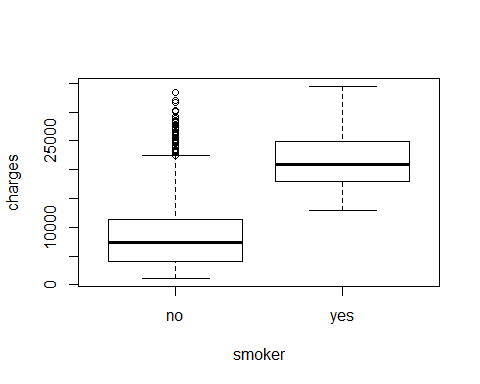 charges
25000
10000
0
no yes
smoker